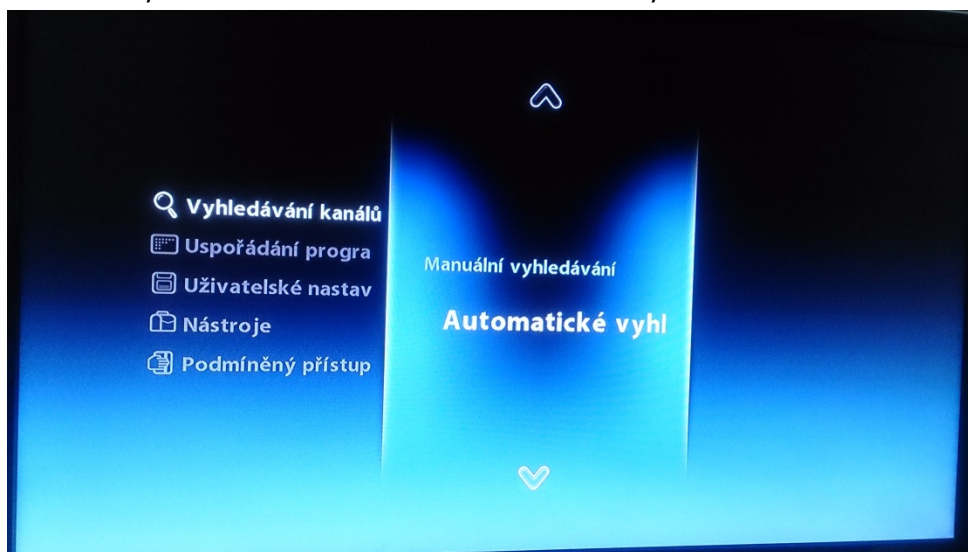 Vyhledávání kanálů
Uspořádání progra
Uživatelské nastav
Nástroje
Podmíněný přístup
Manuální vyhledávání
Automatické vyhl